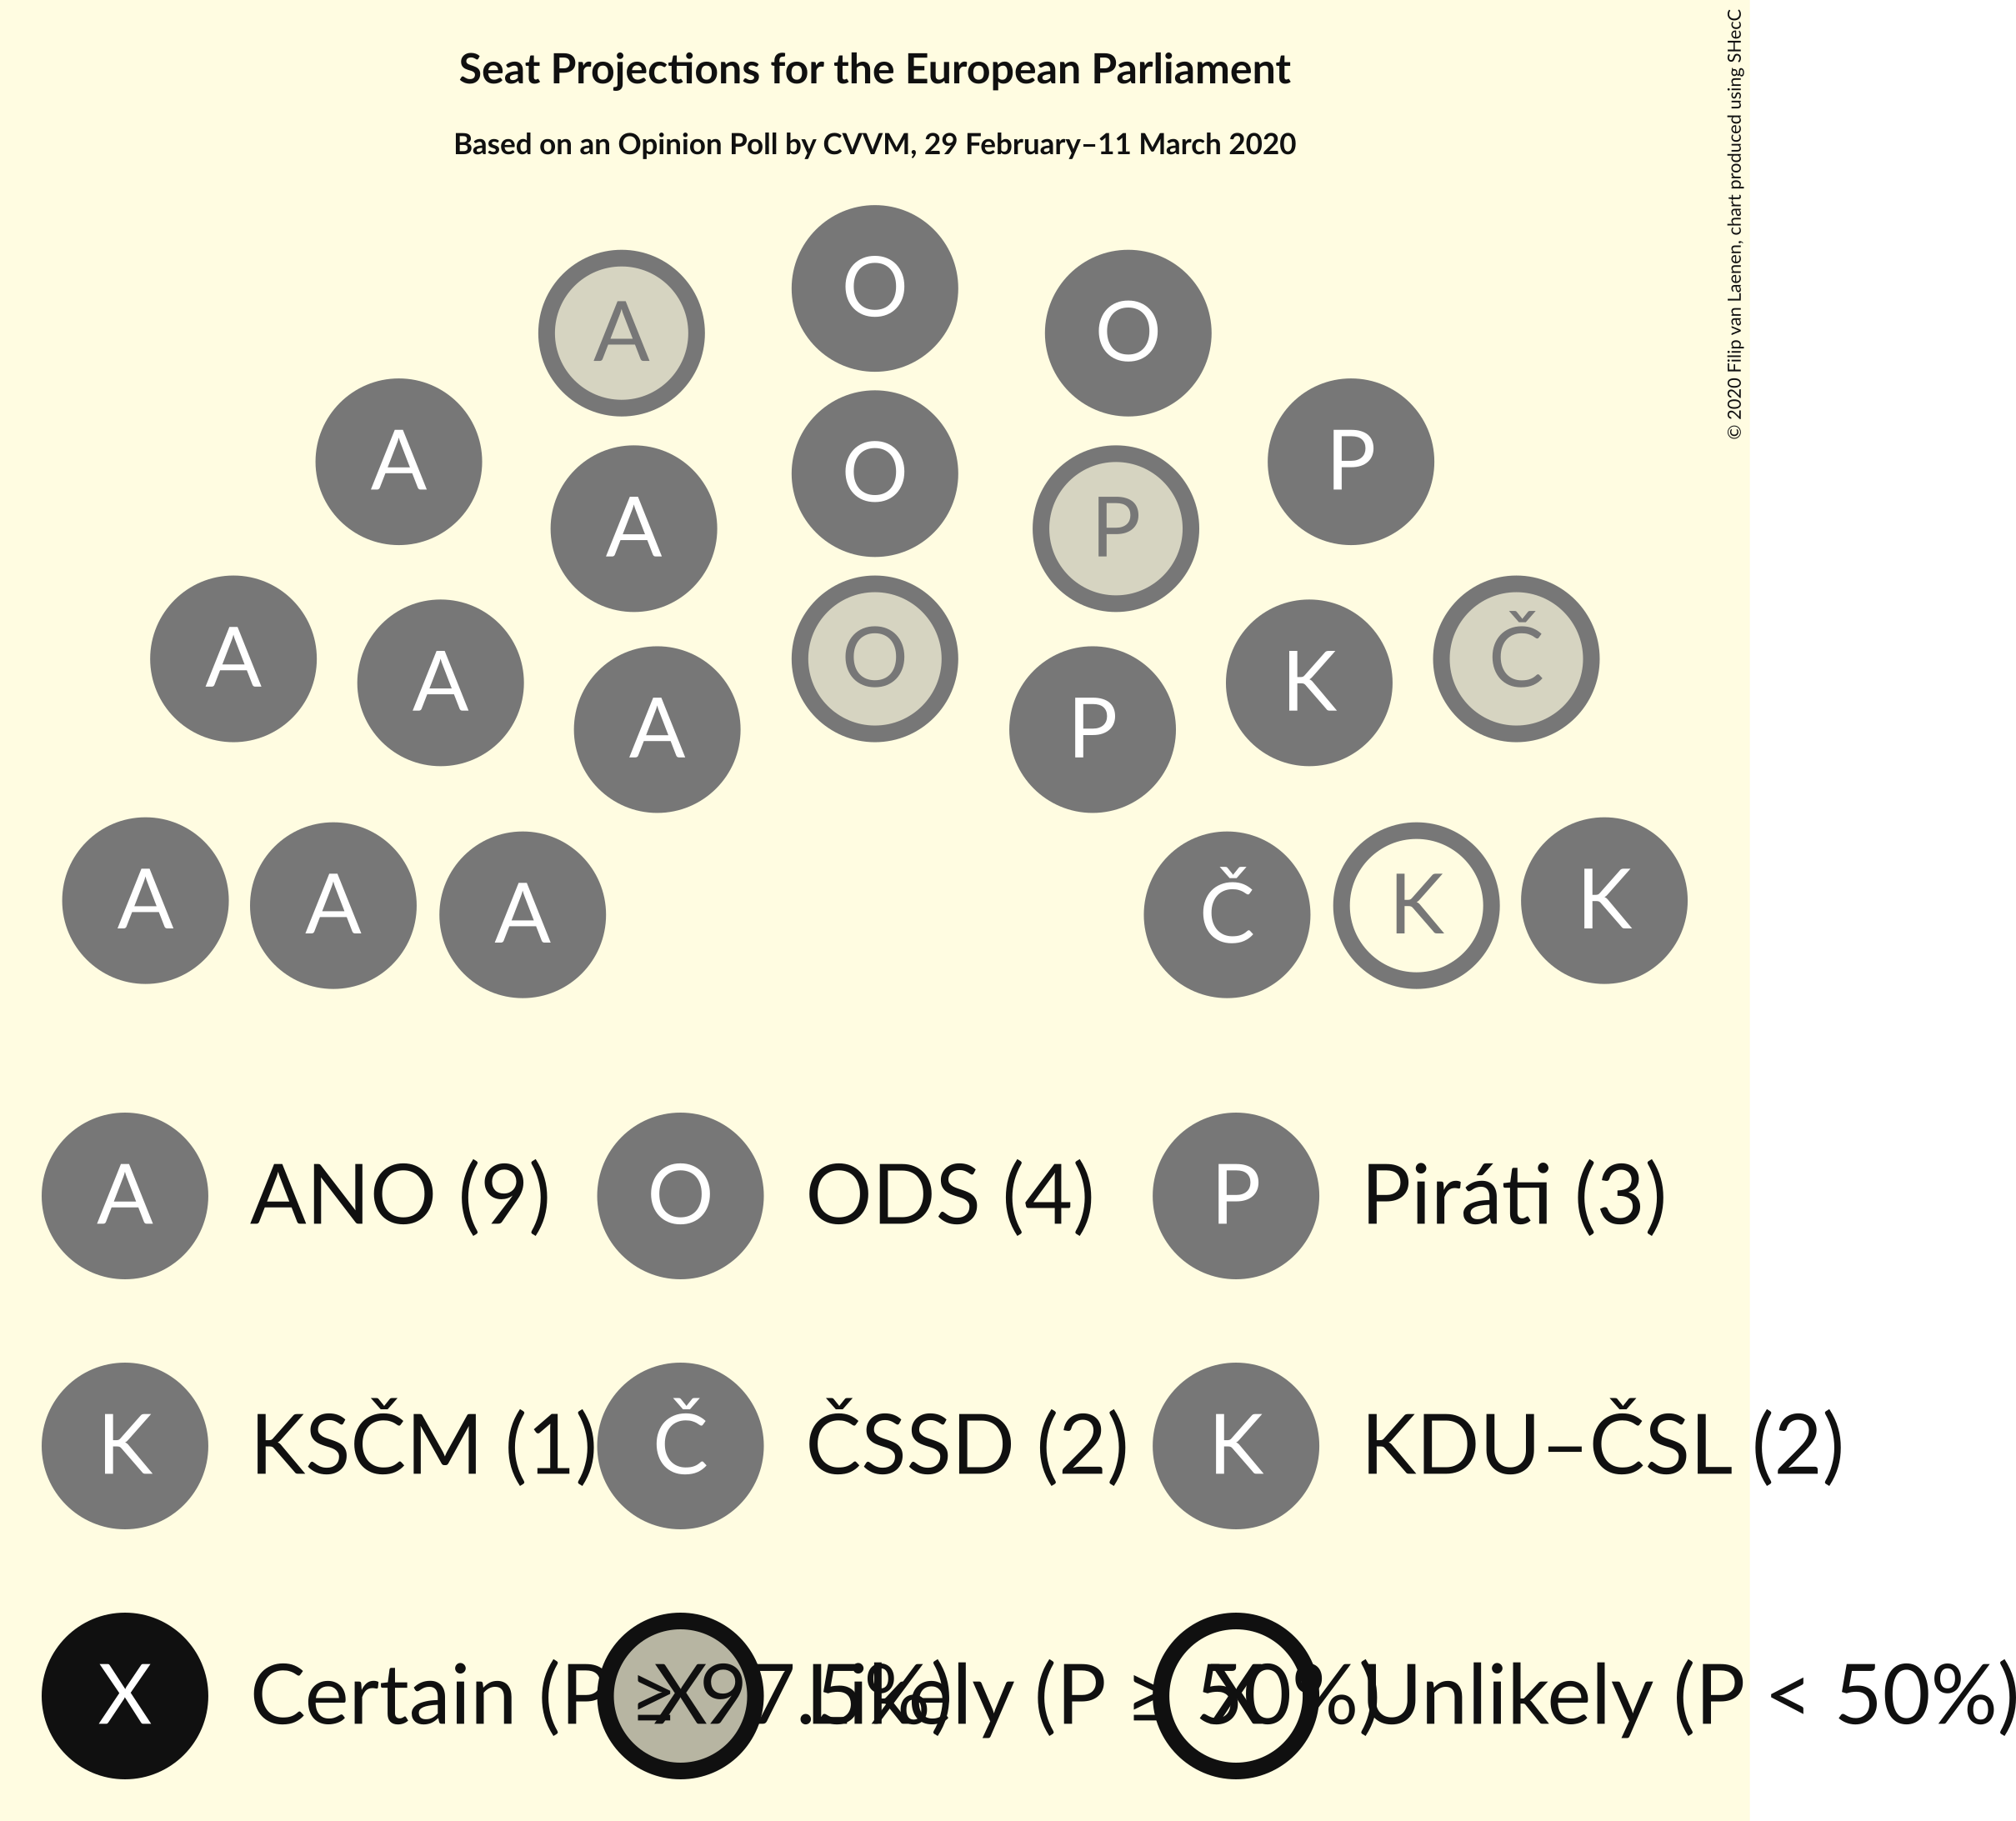 Seat Projections for the European Parliament
Based on an Opinion Poll by CVVM, 29 February–11 March 2020
© 2020 Filip van Laenen, chart produced using SHecC
O
A O
A P
O
A P
A O Č
A K
A P
A K
A K
A Č
A ANO (9) O ODS (4) P Piráti (3)
K KSČM (1) Č ČSSD (2) K KDU–ČSL (2)
X Certain (P ≥ 97.5%) X Likely (P ≥ 50%) X Unlikely (P < 50%)